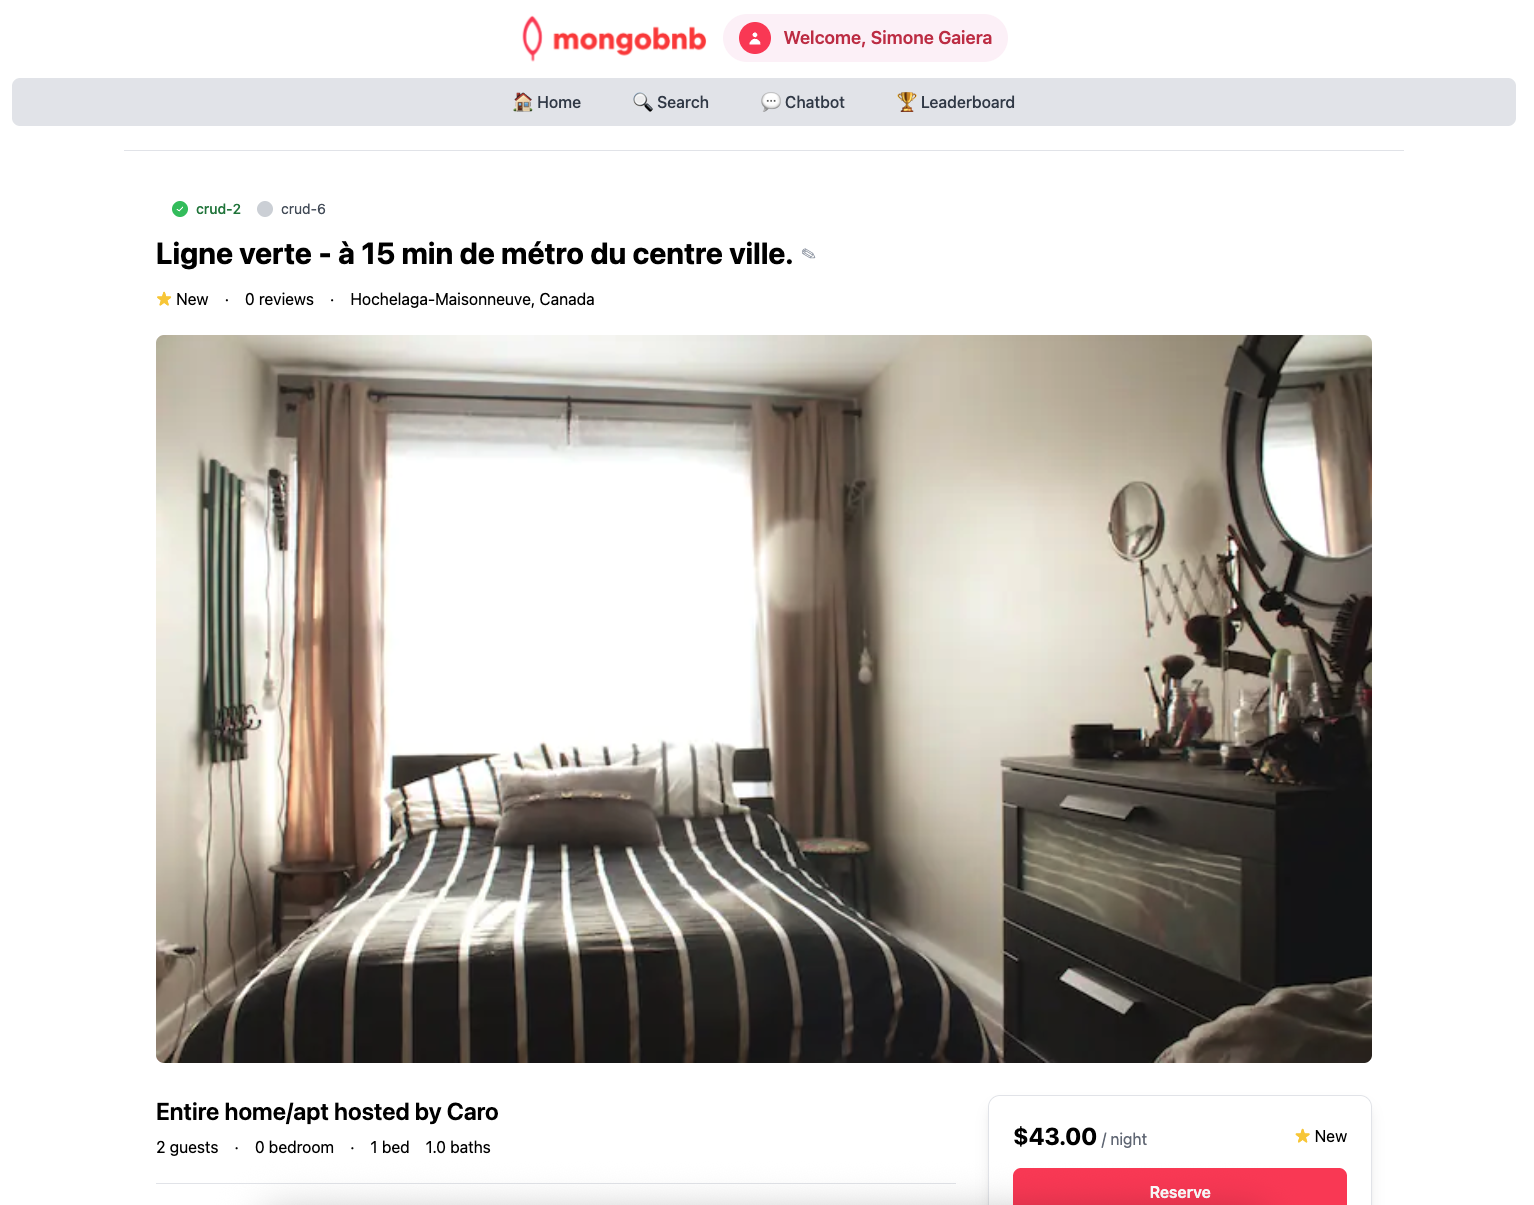 mongobnb
Welcome, Simone Gaiera
Home
Search
Chatbot
Leaderboard
crud-2
crud-6
Ligne verte - à 15 min de métro du centre ville.
New · 0 reviews · Hochelaga-Maisonneuve, Canada
Entire home/apt hosted by Caro
2 guests · 0 bedroom · 1 bed 1.0 baths
$43.00 / night
New
Reserve